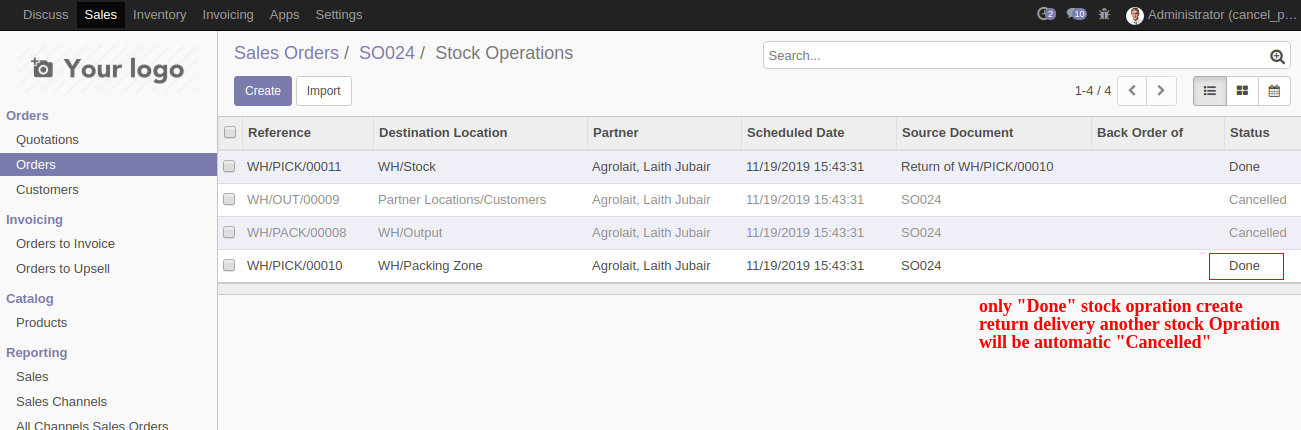 Discuss Sales Inventory Invoicing Apps Settings 2 10 Administrator (cancel_p…
Your logo
Sales Orders / SO024 / Stock Operations
Search...
Create Import
1-4 / 4
Orders
Quotations
Orders
Customers
Invoicing
Orders to Invoice
Orders to Upsell
Catalog
Products
Reporting
Sales
Sales Channels
All Channels Sales Orders
Reference Destination Location Partner Scheduled Date Source Document Back Order of Status
WH/PICK/00011 WH/Stock Agrolait, Laith Jubair 11/19/2019 15:43:31 Return of WH/PICK/00010 Done
WH/OUT/00009 Partner Locations/Customers Agrolait, Laith Jubair 11/19/2019 15:43:31 SO024 Cancelled
WH/PACK/00008 WH/Output Agrolait, Laith Jubair 11/19/2019 15:43:31 SO024 Cancelled
WH/PICK/00010 WH/Packing Zone Agrolait, Laith Jubair 11/19/2019 15:43:31 SO024 Done
only "Done" stock opration create
return delivery another stock Opration
will be automatic "Cancelled"